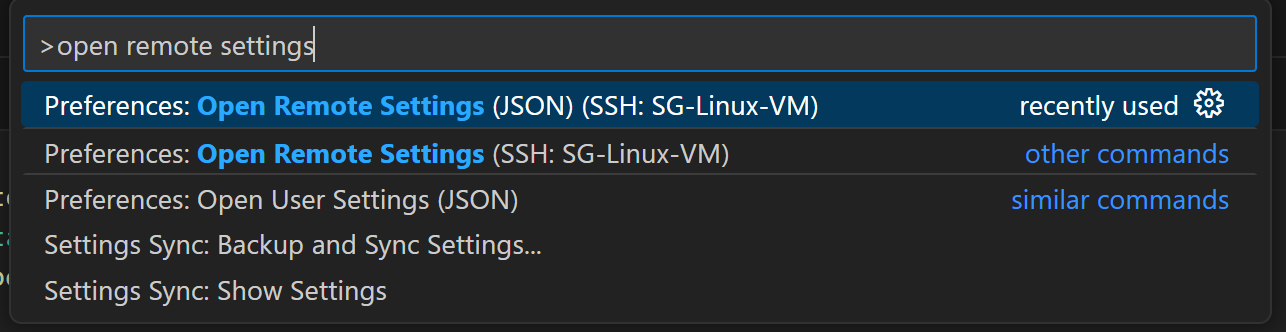 >open remote settings
Preferences: Open Remote Settings (JSON) (SSH: SG-Linux-VM) recently used
Preferences: Open Remote Settings (SSH: SG-Linux-VM) other commands
Preferences: Open User Settings (JSON) similar commands
Settings Sync: Backup and Sync Settings...
Settings Sync: Show Settings